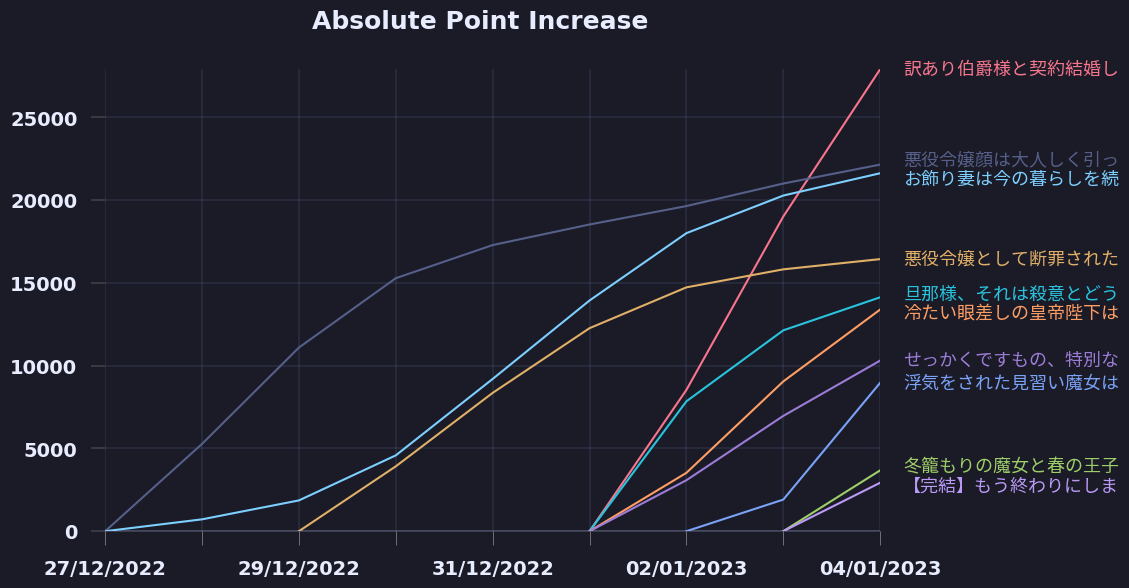 Absolute Point Increase
訳あり伯爵様と契約結婚し
25000
悪役令嬢顔は大人しく引っ
お飾り妻は今の暮らしを続
20000
悪役令嬢として断罪された
15000
旦那様、それは殺意とどう
冷たい眼差しの皇帝陛下は
10000
せっかくですもの、特別な
浮気をされた見習い魔女は
5000
冬籠もりの魔女と春の王子
【完結】もう終わりにしま
0
27/12/2022 29/12/2022 31/12/2022 02/01/2023 04/01/2023